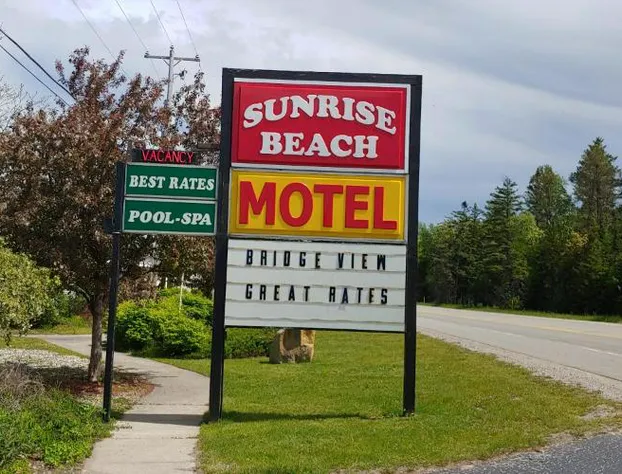 SUNRISE
BEACH
VACANCY
BEST RATES
POOL-SPA
MOTEL
BRIDGE VIEW
GREAT RATES